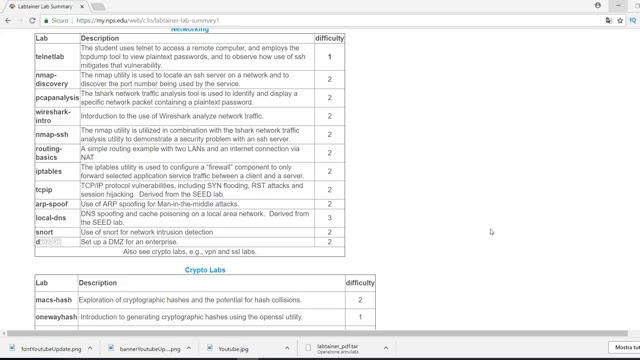 Labtainer Lab Summary
Sicuro
https://my.nps.edu/web/c3o/labtainer-lab-summary1
Networking
Lab Description difficulty
telnetlab The student uses telnet to access a remote computer, and employs the
tcpdump tool to view plaintext passwords, and to observe how use of ssh
mitigates that vulnerability. 1
nmap-
discovery The nmap utility is used to locate an ssh server on a network and to
discover the port number being used by the service. 2
pcapanalysis The tshark network traffic analysis tool is used to identify and display a
specific network packet containing a plaintext password. 2
wireshark-
intro Introduction to the use of Wireshark analyze network traffic. 2
nmap-ssh The nmap utility is utilized in combination with the tshark network traffic
analysis utility to demonstrate a security problem with an ssh server. 2
routing-
basics A simple routing example with two LANs and an internet connection via
NAT 2
iptables The iptables utility is used to configure a "firewall" component to only
forward selected application service traffic between a client and a server. 2
tcpip TCP/IP protocol vulnerabilities, including SYN flooding, RST attacks and
session hijacking. Derived from the SEED lab. 2
arp-spoof Use of ARP spoofing for Man-in-the-middle attacks. 2
local-dns DNS spoofing and cache poisoning on a local area network. Derived from
the SEED lab. 3
snort Use of snort for network intrusion detection 2
d Set up a DMZ for an enterprise. 2
Also see crypto labs, e.g., vpn and ssl labs.
Crypto Labs
Lab Description difficulty
macs-hash Exploration of cryptographic hashes and the potential for hash collisions. 2
onewayhash Introduction to generating cryptographic hashes using the openssl utility. 1
fontYoutubeUpdate.png
bannerYoutubeUp....png
Youtube.jpg
labtainer_pdf.tar
Operazione annullata
Mostra tut